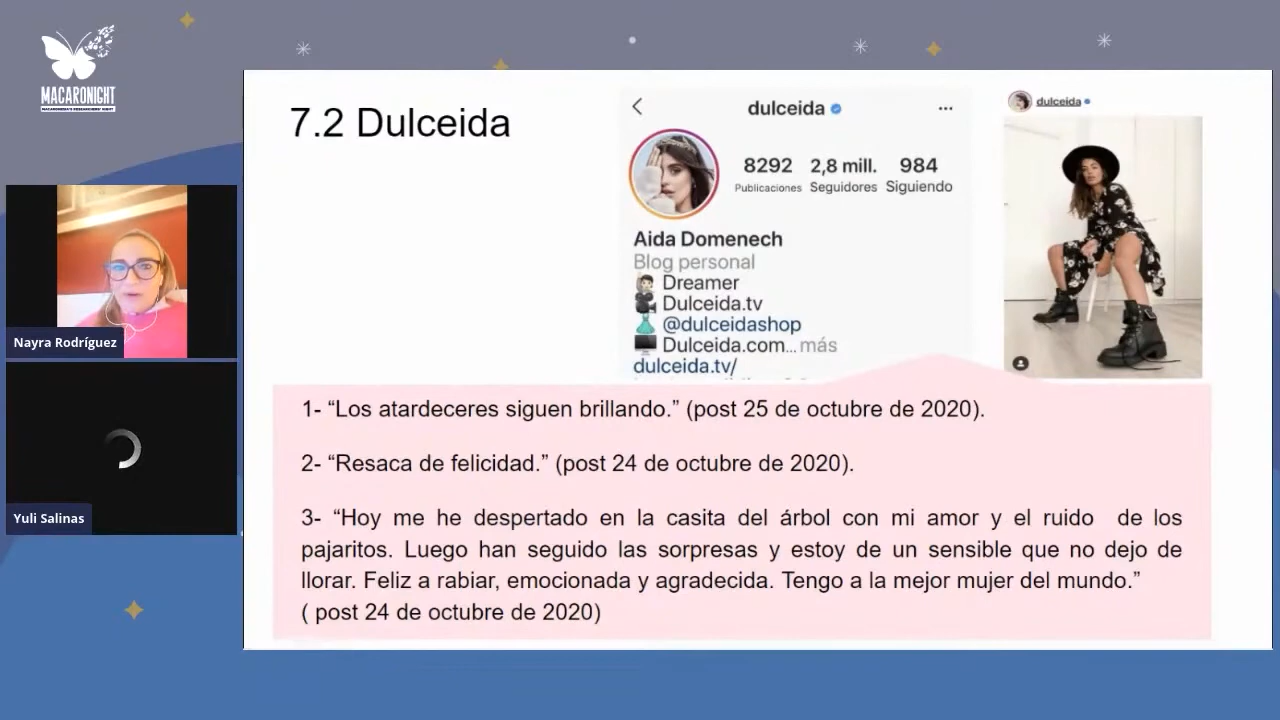 MACARONIGHT
MACARONESIA'S RESEARCHERS' NIGHT
7.2 Dulceida
dulceida
8292 2,8 mill. 984
Publicaciones Seguidores Siguiendo
Aida Domenech
Blog personal
Dreamer
Dulceida.tv
@dulceidashop
Dulceida.com... más
dulceida.tv/
dulceida
Nayra Rodríguez
Yuli Salinas
1- “Los atardeceres siguen brillando.” (post 25 de octubre de 2020).
2- “Resaca de felicidad.” (post 24 de octubre de 2020).
3- “Hoy me he despertado en la casita del árbol con mi amor y el ruido de los
pajaritos. Luego han seguido las sorpresas y estoy de un sensible que no dejo de
llorar. Feliz a rabiar, emocionada y agradecida. Tengo a la mejor mujer del mundo.”
( post 24 de octubre de 2020)